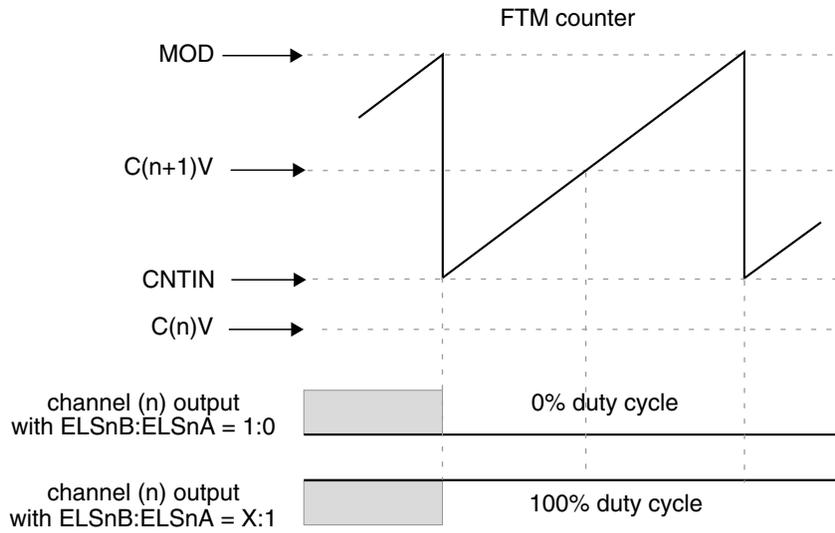 FTM counter
MOD
C(n+1)V
CNTIN
C(n)V
channel (n) output
with ELSnB:ELSnA = 1:0
0% duty cycle
channel (n) output
with ELSnB:ELSnA = X:1
100% duty cycle